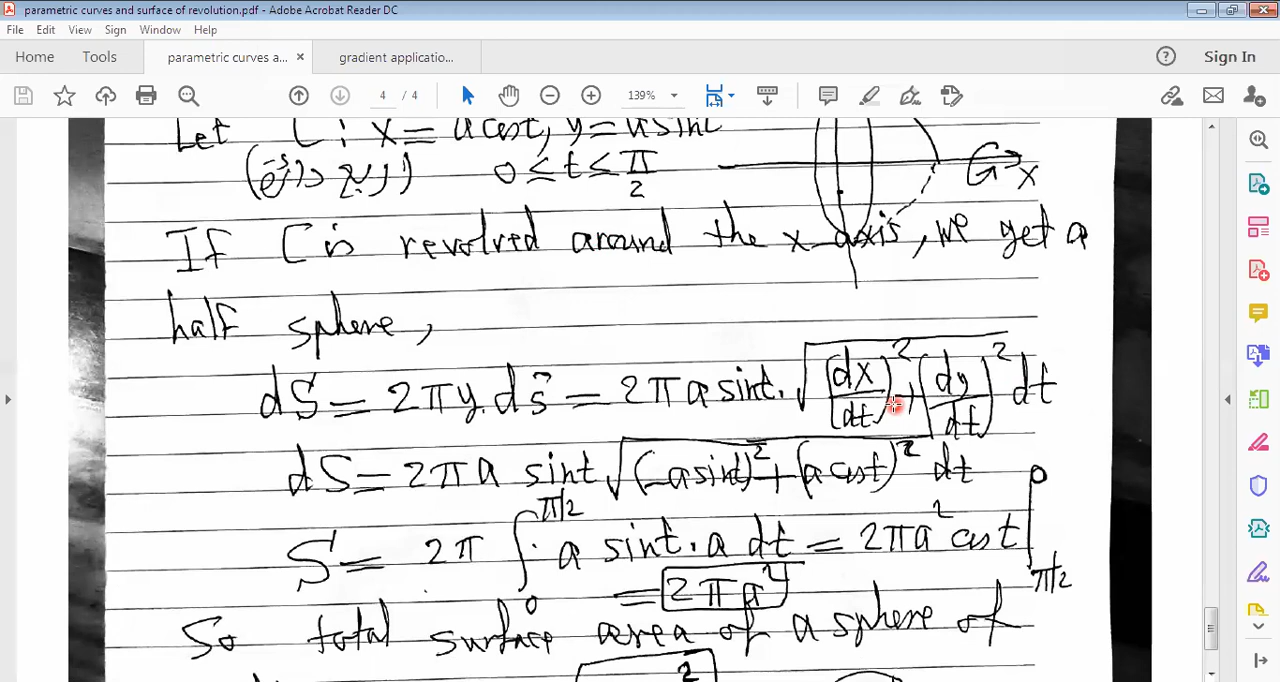 parametric curves and surface of revolution.pdf - Adobe Acrobat Reader DC
File Edit View Sign Window Help
Home Tools parametric curves a... × gradient applicatio... Sign In
4 / 4 139%
Let C : x = a cost, y = a sint
0 ≤ t ≤ π/2
x
If C is revolved around the x axis, we get a
half sphere,
dS = 2πy.ds = 2πa sint. √((dx/dt)² + (dy/dt)²) dt
dS = 2πa sint √((-a sint)² + (a cost)²) dt
S = 2π ∫₀^{π/2} a sint . a dt = 2πa² cost |_{π/2}^0
= 2πa²
So total surface area of a sphere of